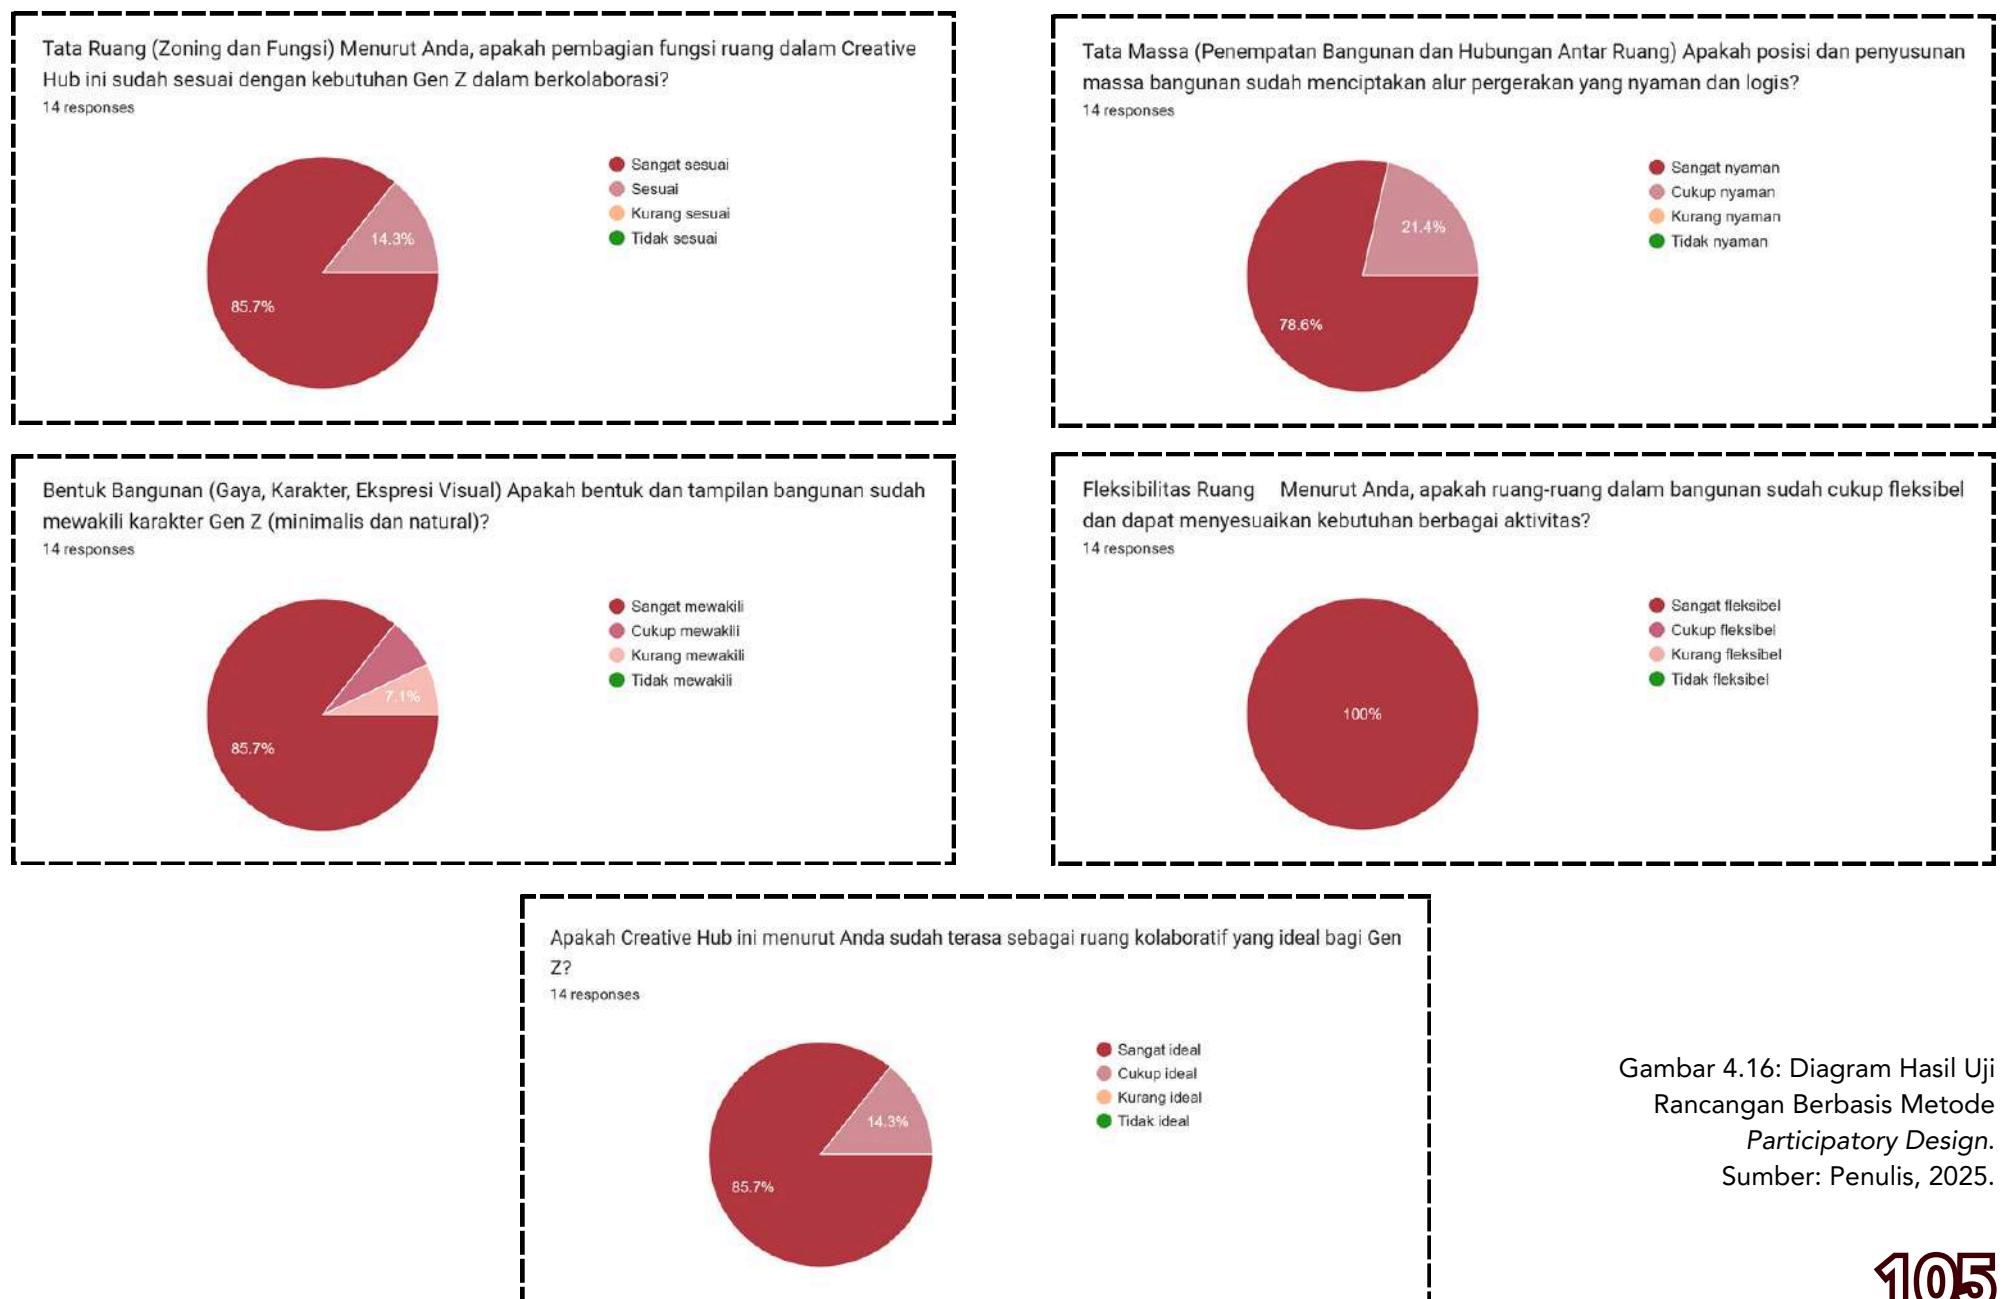 Tata Ruang (Zoning dan Fungsi) Menurut Anda, apakah pembagian fungsi ruang dalam Creative
Hub ini sudah sesuai dengan kebutuhan Gen Z dalam berkolaborasi?
14 responses
Sangat sesuai
Sesuai
Kurang sesuai
Tidak sesuai
14.3%
85.7%
Tata Massa (Penempatan Bangunan dan Hubungan Antar Ruang) Apakah posisi dan penyusunan
massa bangunan sudah menciptakan alur pergerakan yang nyaman dan logis?
14 responses
Sangat nyaman
Cukup nyaman
Kurang nyaman
Tidak nyaman
21.4%
78.6%
Bentuk Bangunan (Gaya, Karakter, Ekspresi Visual) Apakah bentuk dan tampilan bangunan sudah
mewakili karakter Gen Z (minimalis dan natural)?
14 responses
Sangat mewakili
Cukup mewakili
Kurang mewakili
Tidak mewakili
7.1%
85.7%
Fleksibilitas Ruang Menurut Anda, apakah ruang-ruang dalam bangunan sudah cukup fleksibel
dan dapat menyesuaikan kebutuhan berbagai aktivitas?
14 responses
Sangat fleksibel
Cukup fleksibel
Kurang fleksibel
Tidak fleksibel
100%
Apakah Creative Hub ini menurut Anda sudah terasa sebagai ruang kolaboratif yang ideal bagi Gen
Z?
14 responses
Sangat ideal
Cukup ideal
Kurang ideal
Tidak ideal
14.3%
85.7%
Gambar 4.16: Diagram Hasil Uji
Rancangan Berbasis Metode
Participatory Design.
Sumber: Penulis, 2025.
105